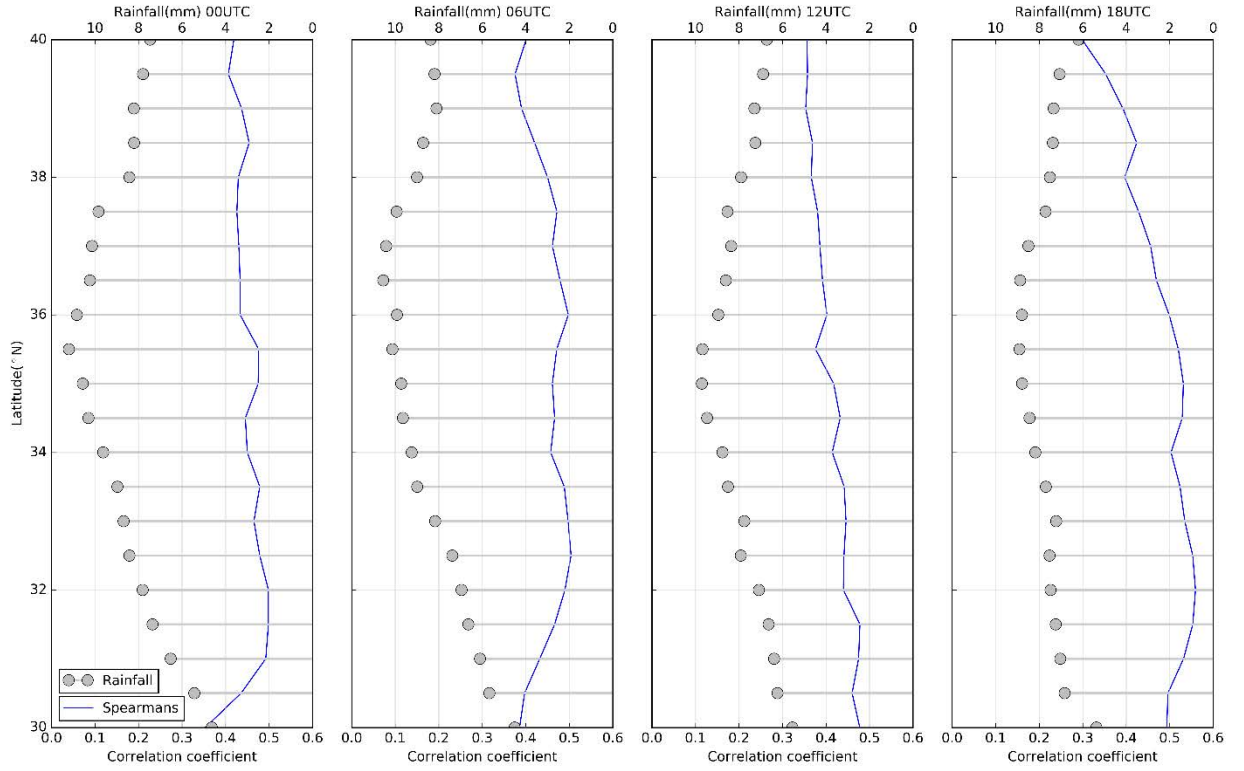 Rainfall(mm) 00UTC
10 8 6 4 2 0
Rainfall(mm) 06UTC
10 8 6 4 2 0
Rainfall(mm) 12UTC
10 8 6 4 2 0
Rainfall(mm) 18UTC
10 8 6 4 2 0
40
38
36
34
32
30
Latitude(°N)
Rainfall
Spearmans
0.0 0.1 0.2 0.3 0.4 0.5 0.6
Correlation coefficient
0.0 0.1 0.2 0.3 0.4 0.5 0.6
Correlation coefficient
0.0 0.1 0.2 0.3 0.4 0.5 0.6
Correlation coefficient
0.0 0.1 0.2 0.3 0.4 0.5 0.6
Correlation coefficient